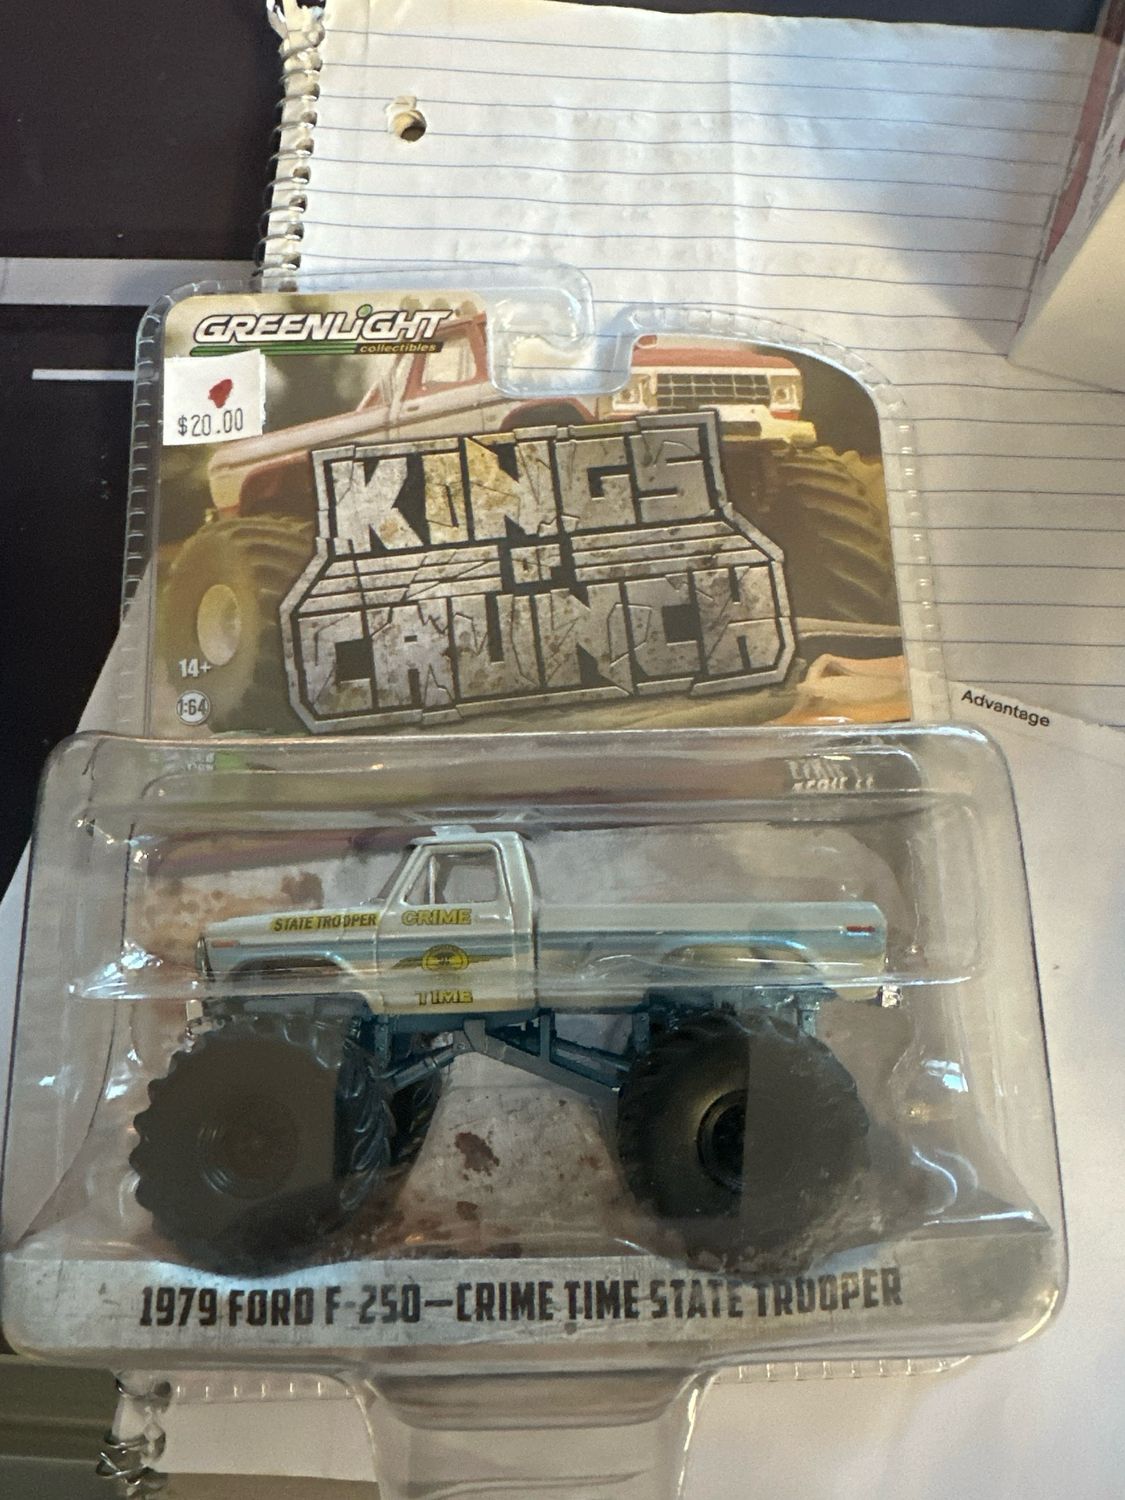 GREENLIGHT
collectibles
$20.00
KINGS
OF
CRUNCH
14+
1:64
Advantage
STATE TROOPER
CRIME
TIME
1979 FORD F-250—CRIME TIME STATE TROOPER